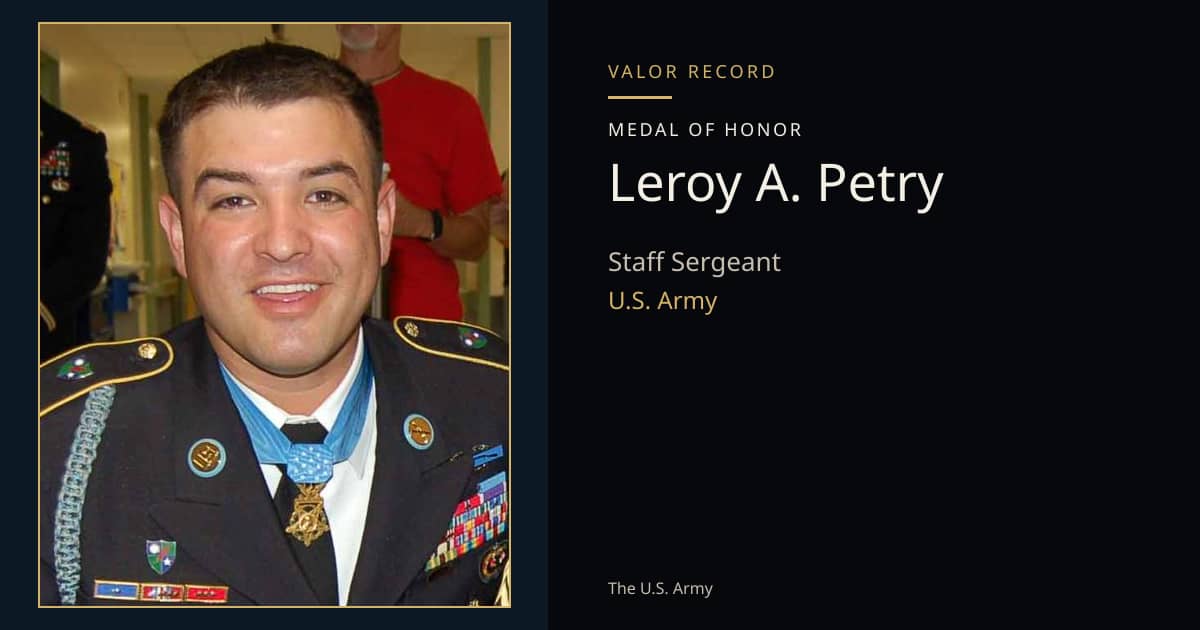 VALOR RECORD
MEDAL OF HONOR
Leroy A. Petry
Staff Sergeant
U.S. Army
The U.S. Army